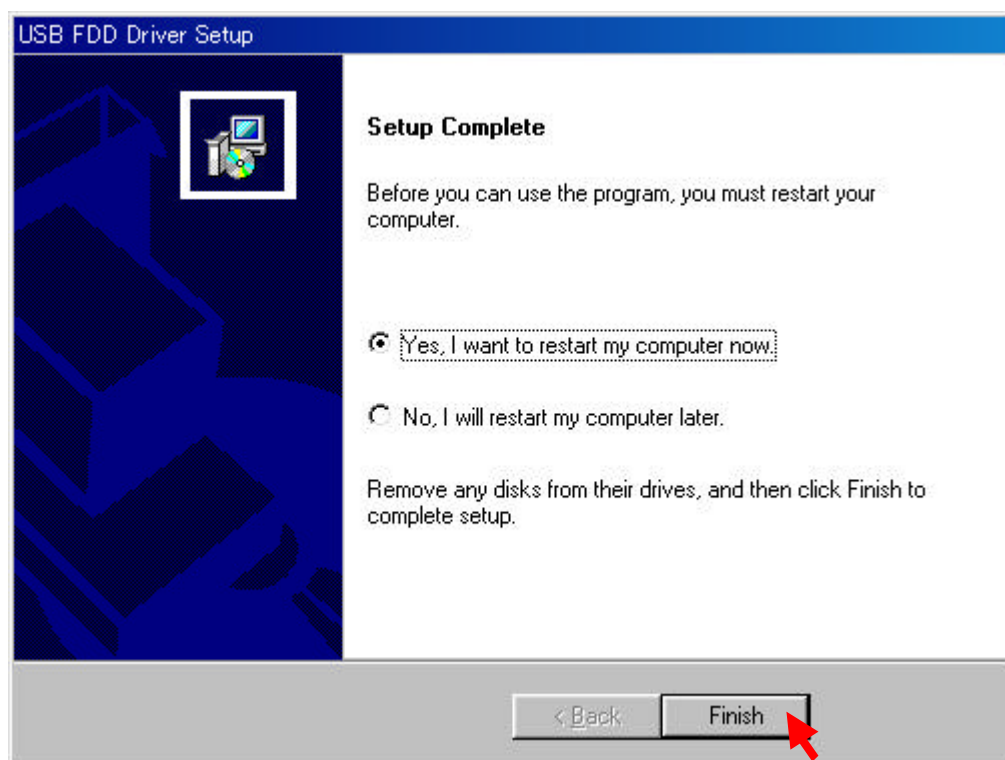 USB FDD Driver Setup
Setup Complete
Before you can use the program, you must restart your
computer.
Yes, I want to restart my computer now.
No, I will restart my computer later.
Remove any disks from their drives, and then click Finish to
complete setup.
< Back
Finish